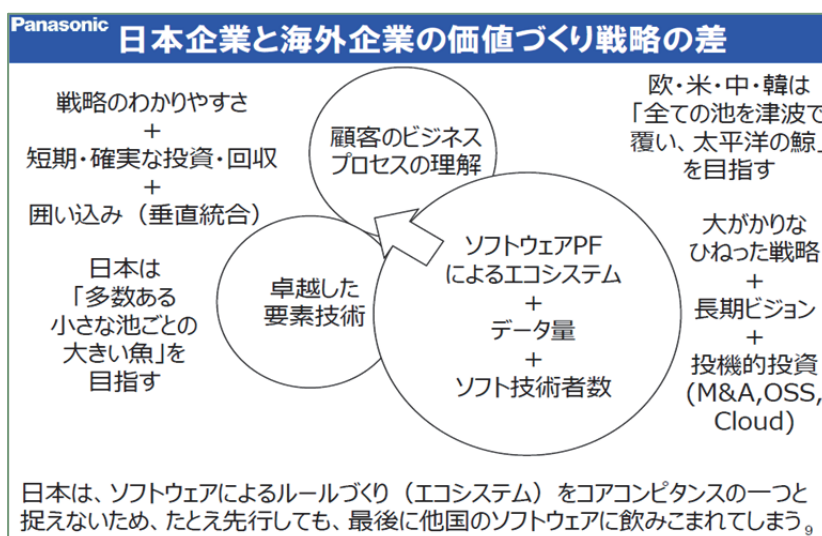 Panasonic
日本企業と海外企業の価値づくり戦略の差
戦略のわかりやすさ
+
短期・確実な投資・回収
+
囲い込み（垂直統合）
日本は
「多数ある
小さな池ごとの
大きい魚」を
目指す
顧客のビジネス
プロセスの理解
卓越した
要素技術
ソフトウェアPF
によるエコシステム
+
データ量
+
ソフト技術者数
欧・米・中・韓は
「全ての池を津波で
覆い、太平洋の鯨」
を目指す
大がかりな
ひねった戦略
+
長期ビジョン
+
投機的投資
(M&A,OSS,
Cloud)
日本は、ソフトウェアによるルールづくり（エコシステム）をコアコンピタンスの一つと
捉えないため、たとえ先行しても、最後に他国のソフトウェアに飲みこまれてしまう。
9